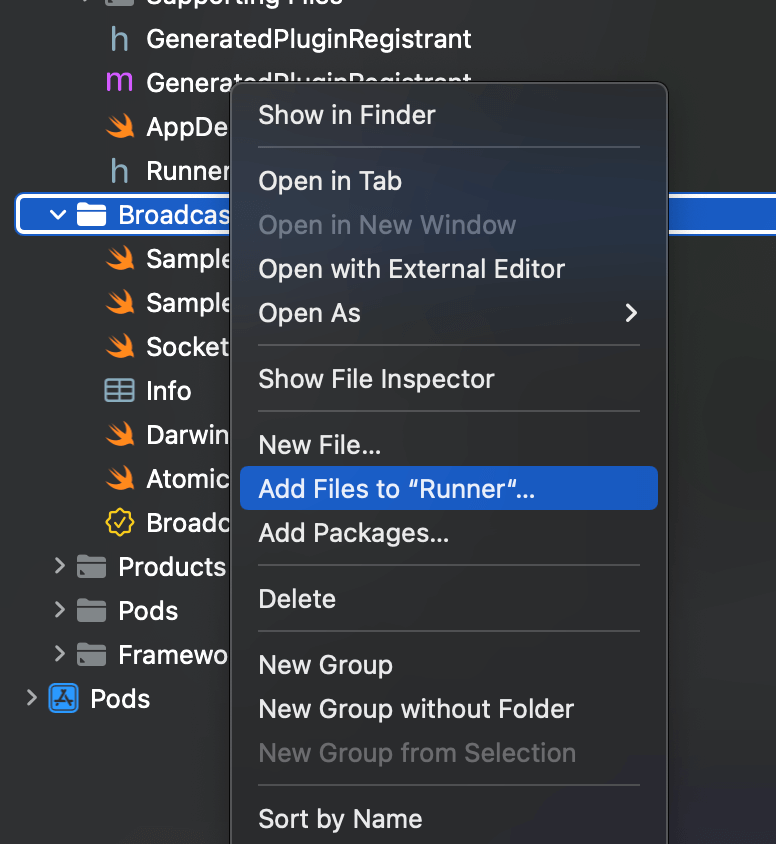 Supporting Files
h GeneratedPluginRegistrant
m GeneratedPluginRegistrant
AppDe
h Runner
Broadcas
Sample
Sample
Socket
Info
Darwin
Atomic
Broadc
Products
Pods
Framewo
Pods
Show in Finder
Open in Tab
Open in New Window
Open with External Editor
Open As
Show File Inspector
New File...
Add Files to “Runner“...
Add Packages...
Delete
New Group
New Group without Folder
New Group from Selection
Sort by Name